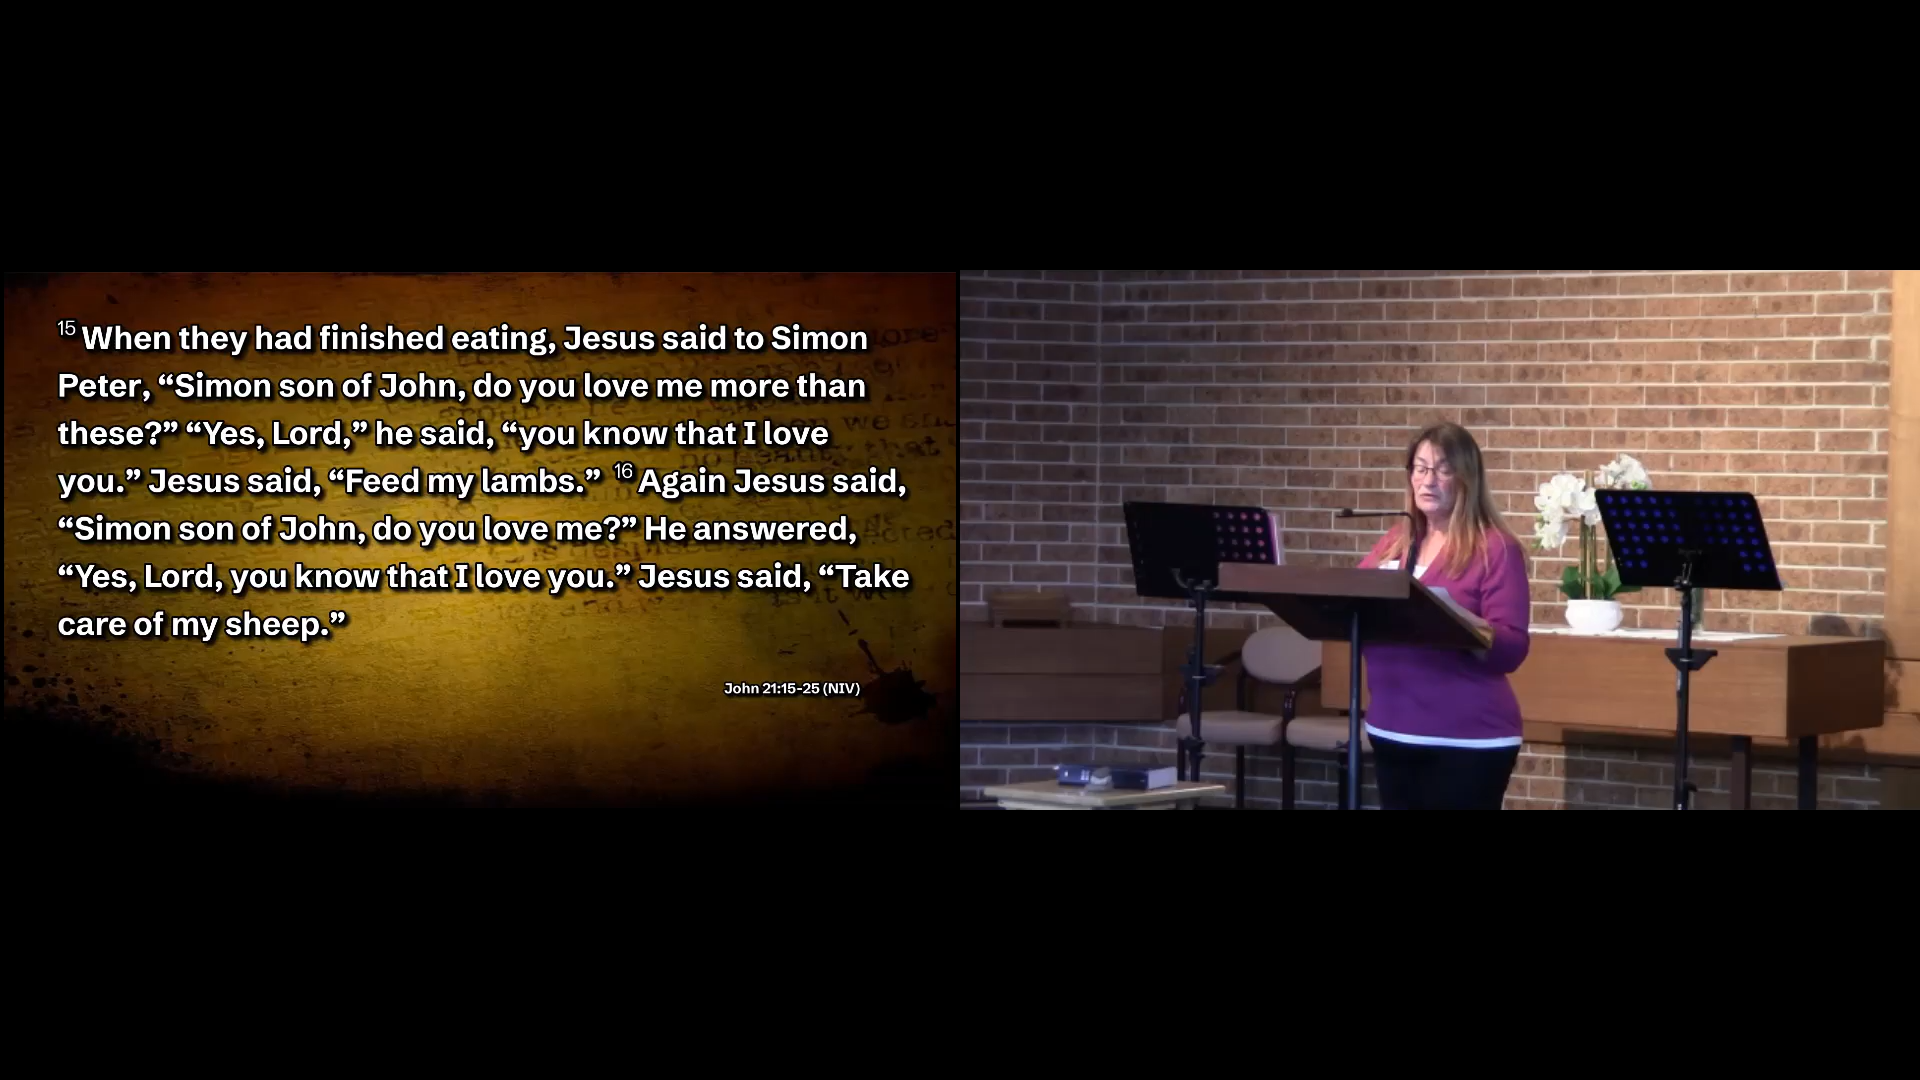 15 When they had finished eating, Jesus said to Simon
Peter, “Simon son of John, do you love me more than
these?” “Yes, Lord,” he said, “you know that I love
you.” Jesus said, “Feed my lambs.” 16 Again Jesus said,
“Simon son of John, do you love me?” He answered,
“Yes, Lord, you know that I love you.” Jesus said, “Take
care of my sheep.”
John 21:15-25 (NIV)